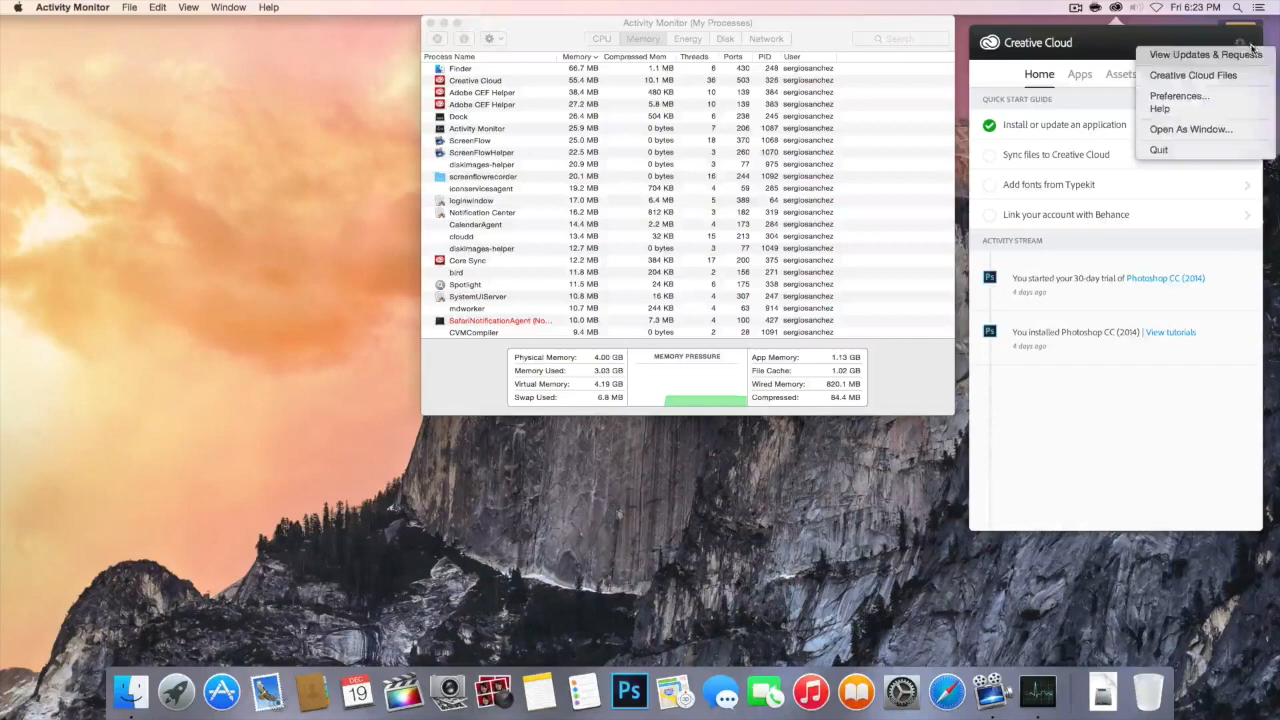 Activity Monitor File Edit View Window Help Fri 6:23 PM
Activity Monitor (My Processes)
CPU Memory Energy Disk Network Search
Process Name Memory Compressed Mem Threads Ports PID User
Finder 66.7 MB 1.1 MB 6 430 248 sergiosanchez
Creative Cloud 55.4 MB 10.1 MB 36 503 326 sergiosanchez
Adobe CEF Helper 38.4 MB 480 KB 10 139 384 sergiosanchez
Adobe CEF Helper 27.2 MB 5.8 MB 10 139 383 sergiosanchez
Dock 26.4 MB 504 KB 6 238 245 sergiosanchez
Activity Monitor 25.9 MB 0 bytes 7 206 1087 sergiosanchez
ScreenFlow 25.0 MB 0 bytes 18 370 1068 sergiosanchez
ScreenFlowHelper 22.5 MB 0 bytes 3 260 1070 sergiosanchez
diskimages-helper 20.8 MB 0 bytes 3 77 975 sergiosanchez
screenflowrecorder 20.1 MB 0 bytes 16 244 1092 sergiosanchez
iconservicesagent 19.2 MB 704 KB 4 59 285 sergiosanchez
loginwindow 17.0 MB 6.4 MB 5 389 64 sergiosanchez
Notification Center 16.2 MB 812 KB 3 182 319 sergiosanchez
CalendarAgent 14.4 MB 2.2 MB 4 173 284 sergiosanchez
cloudd 13.4 MB 32 KB 15 213 304 sergiosanchez
diskimages-helper 12.7 MB 0 bytes 3 77 1049 sergiosanchez
Core Sync 12.2 MB 384 KB 17 200 375 sergiosanchez
bird 11.8 MB 204 KB 2 156 271 sergiosanchez
Spotlight 11.5 MB 24 KB 6 175 338 sergiosanchez
SystemUIServer 10.8 MB 16 KB 4 307 247 sergiosanchez
mdworker 10.7 MB 244 KB 4 63 914 sergiosanchez
SafariNotificationAgent (No... 10.0 MB 7.3 MB 4 100 427 sergiosanchez
CVMCompiler 9.4 MB 0 bytes 2 28 1091 sergiosanchez
Physical Memory: 4.00 GB
Memory Used: 3.03 GB
Virtual Memory: 4.19 GB
Swap Used: 6.8 MB
MEMORY PRESSURE
App Memory: 1.13 GB
File Cache: 1.02 GB
Wired Memory: 820.1 MB
Compressed: 84.4 MB
Creative Cloud
Home Apps Assets
View Updates & Requests
Creative Cloud Files
Preferences...
Help
Open As Window...
Quit
QUICK START GUIDE
Install or update an application
Sync files to Creative Cloud
Add fonts from Typekit
Link your account with Behance
ACTIVITY STREAM
Ps You started your 30-day trial of Photoshop CC (2014)
4 days ago
Ps You installed Photoshop CC (2014) | View tutorials
4 days ago
DEC
19
Ps